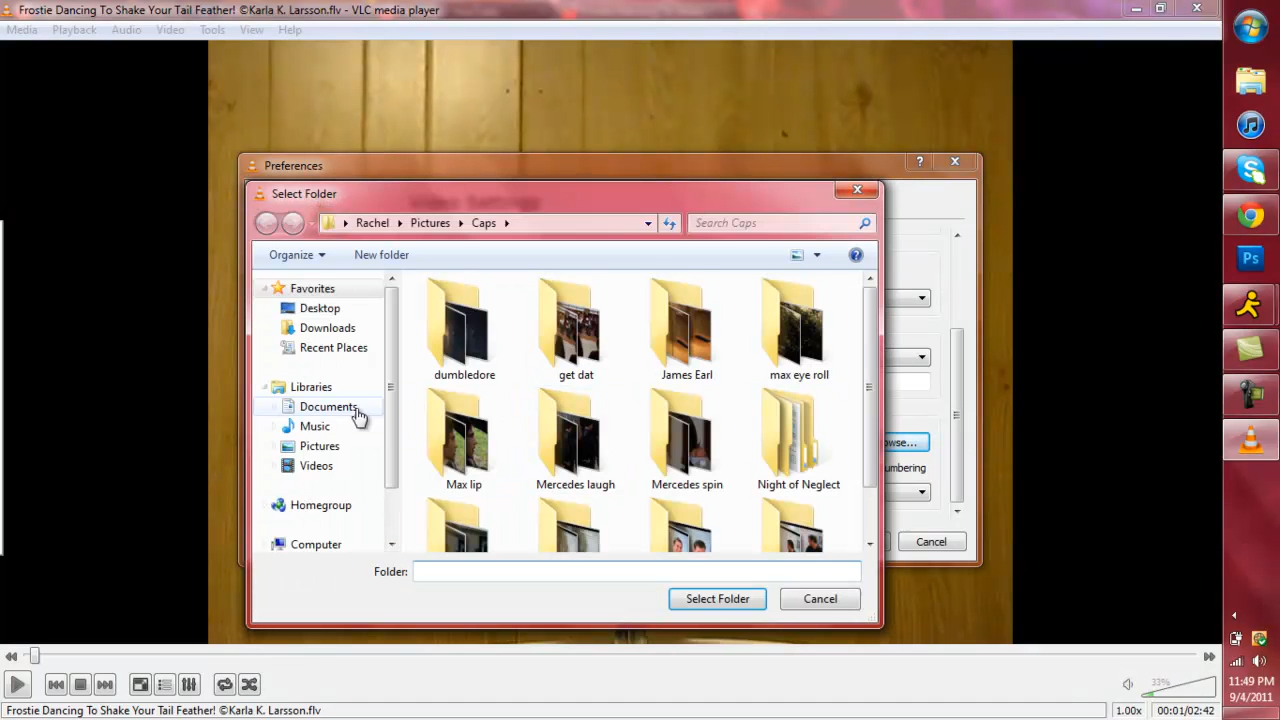 Frostie Dancing To Shake Your Tail Feather! ©Karla K. Larsson.flv - VLC media player
Media Playback Audio Video View Tools Help
Preferences
Select Folder
Video Settings
Rachel Pictures Caps
Search Caps
Organize New folder
Favorites
Desktop
Downloads
Recent Places
Libraries
Documents
Music
Pictures
Videos
Homegroup
Computer
dumbledore get dat James Earl max eye roll
Max lip Mercedes laugh Mercedes spin Night of Neglect
owse...
umbering
Cancel
Folder:
Select Folder Cancel
Ps
33%
Frostie Dancing To Shake Your Tail Feather! ©Karla K. Larsson.flv
1.00x 00:01/02:42
11:49 PM
9/4/2011